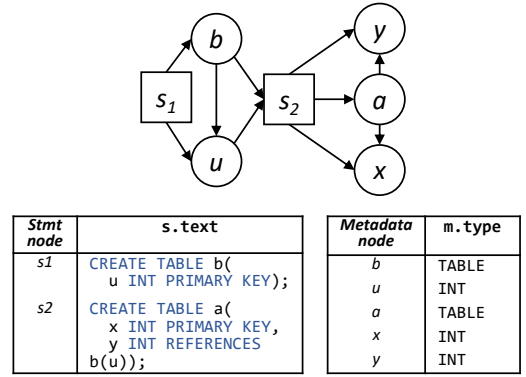 b
y
s1
s2
a
u
x
Stmt node s.text
s1 CREATE TABLE b(
u INT PRIMARY KEY);
s2 CREATE TABLE a(
x INT PRIMARY KEY,
y INT REFERENCES
b(u));
Metadata node m.type
b TABLE
u INT
a TABLE
x INT
y INT